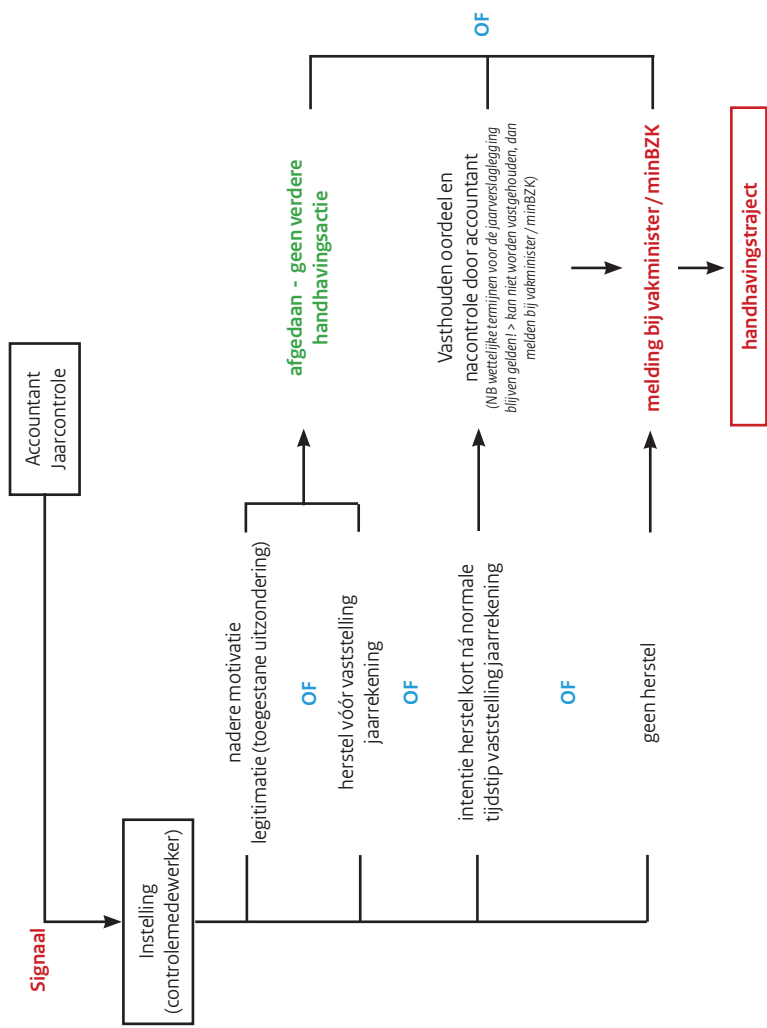 Accountant
Jaarcontrole
Signaal
Instelling
(controlemedewerker)
nadere motivatie
legitimatie (toegestane uitzondering)
OF
herstel vóór vaststelling
jaarrekening
OF
intentie herstel kort ná normale
tijdstip vaststelling jaarrekening
OF
geen herstel
afgedaan - geen verdere
handhavingsactie
Vasthouden oordeel en
nacontrole door accountant
(NB wettelijke termijnen voor de jaarverslaglegging
blijven gelden! > kan niet worden vastgehouden, dan
melden bij vakminister / minBZK)
melding bij vakminister / minBZK
OF
handhavingstraject